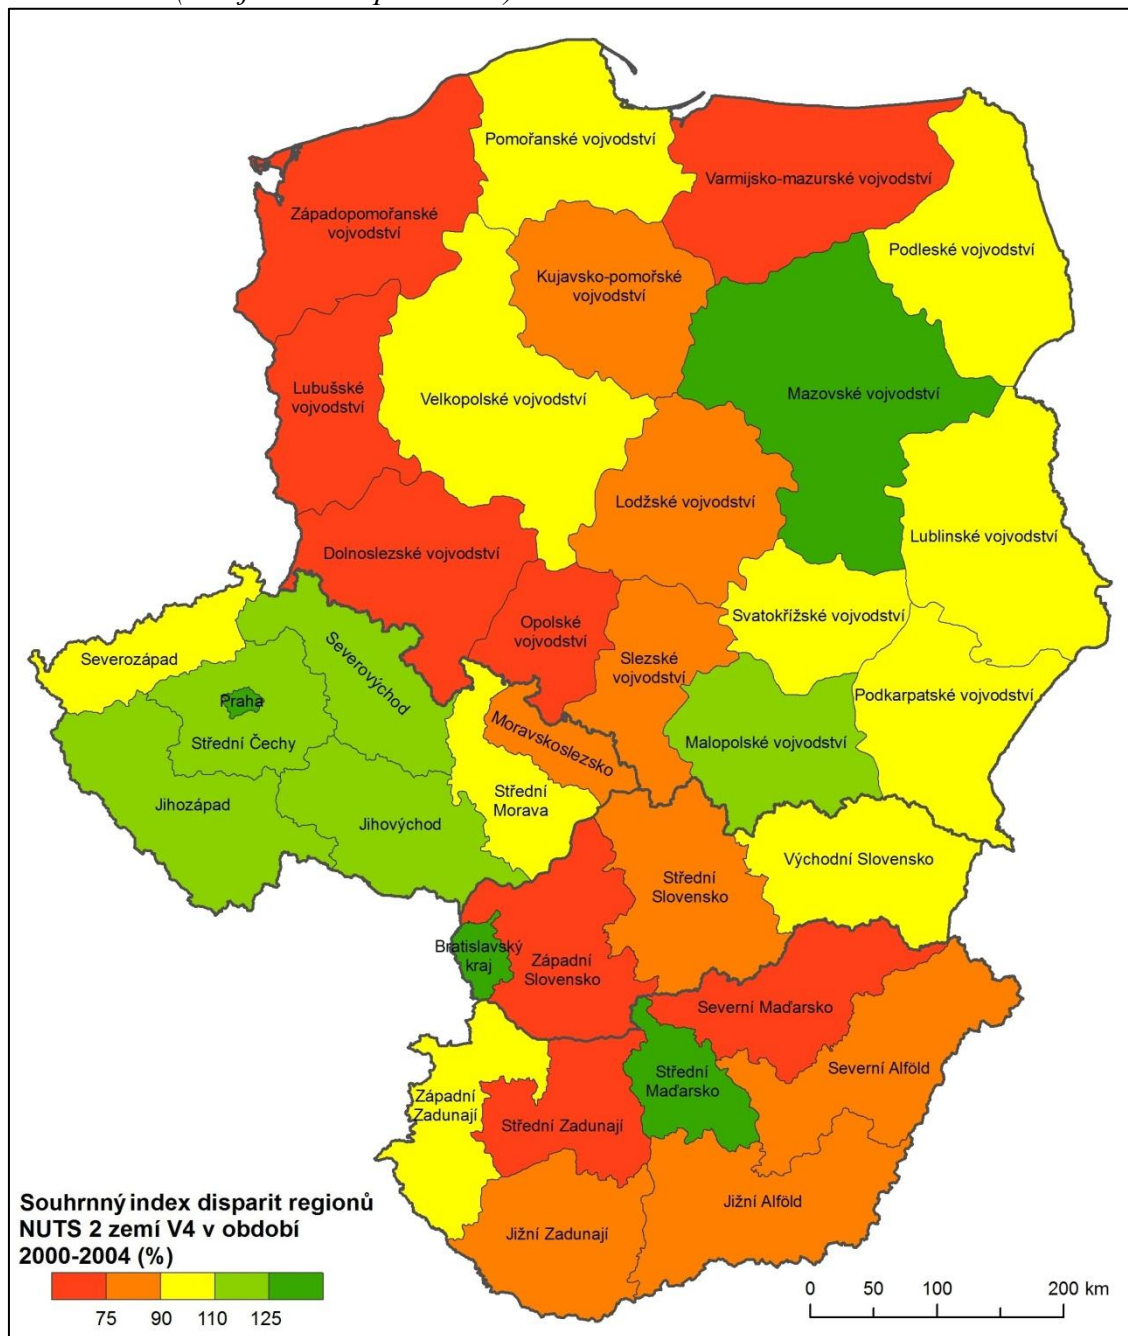 Pomořanské vojvodství
Varmijsko-mazurské vojvodství
Západopomořanské
vojvodství
Podleské vojvodství
Kujavsko-pomořské
vojvodství
Lubušské
vojvodství
Velkopolské vojvodství
Mazovské vojvodství
Lodžské vojvodství
Lublinské vojvodství
Dolnoslezské vojvodství
Svatokřížské vojvodství
Opolské
vojvodství
Slezské
vojvodství
Severozápad
Severovýchod
Podkarpatské vojvodství
Praha
Střední Čechy
Moravskoslezsko
Malopolské vojvodství
Jihozápad
Jihovýchod
Střední
Morava
Východní Slovensko
Střední
Slovensko
Bratislavský
kraj
Západní
Slovensko
Severní Maďarsko
Severní Alföld
Střední
Maďarsko
Západní
Zadunají
Střední Zadunají
Jižní Alföld
Jižní Zadunají
Souhrnný index disparit regionů
NUTS 2 zemí V4 v období
2000-2004 (%)
75 90 110 125
0 50 100 200 km